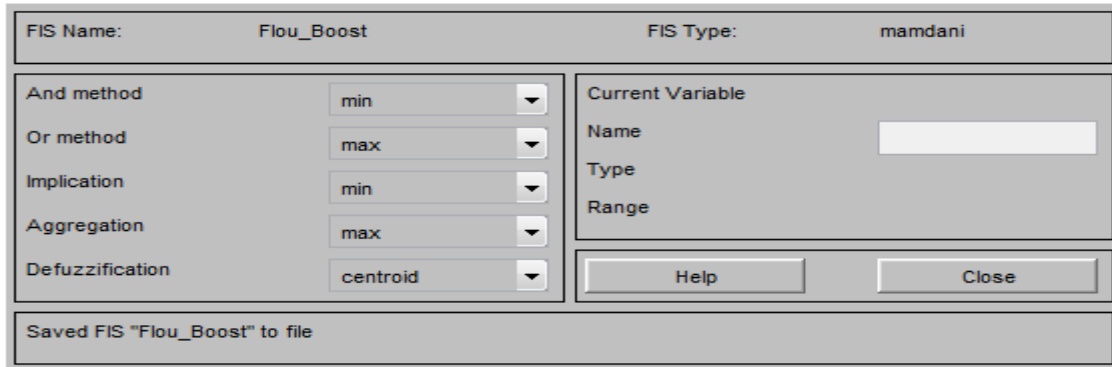 FIS Name: Flou_Boost FIS Type: mamdani
And method min
Or method max
Implication min
Aggregation max
Defuzzification centroid
Current Variable
Name
Type
Range
Help Close
Saved FIS "Flou_Boost" to file